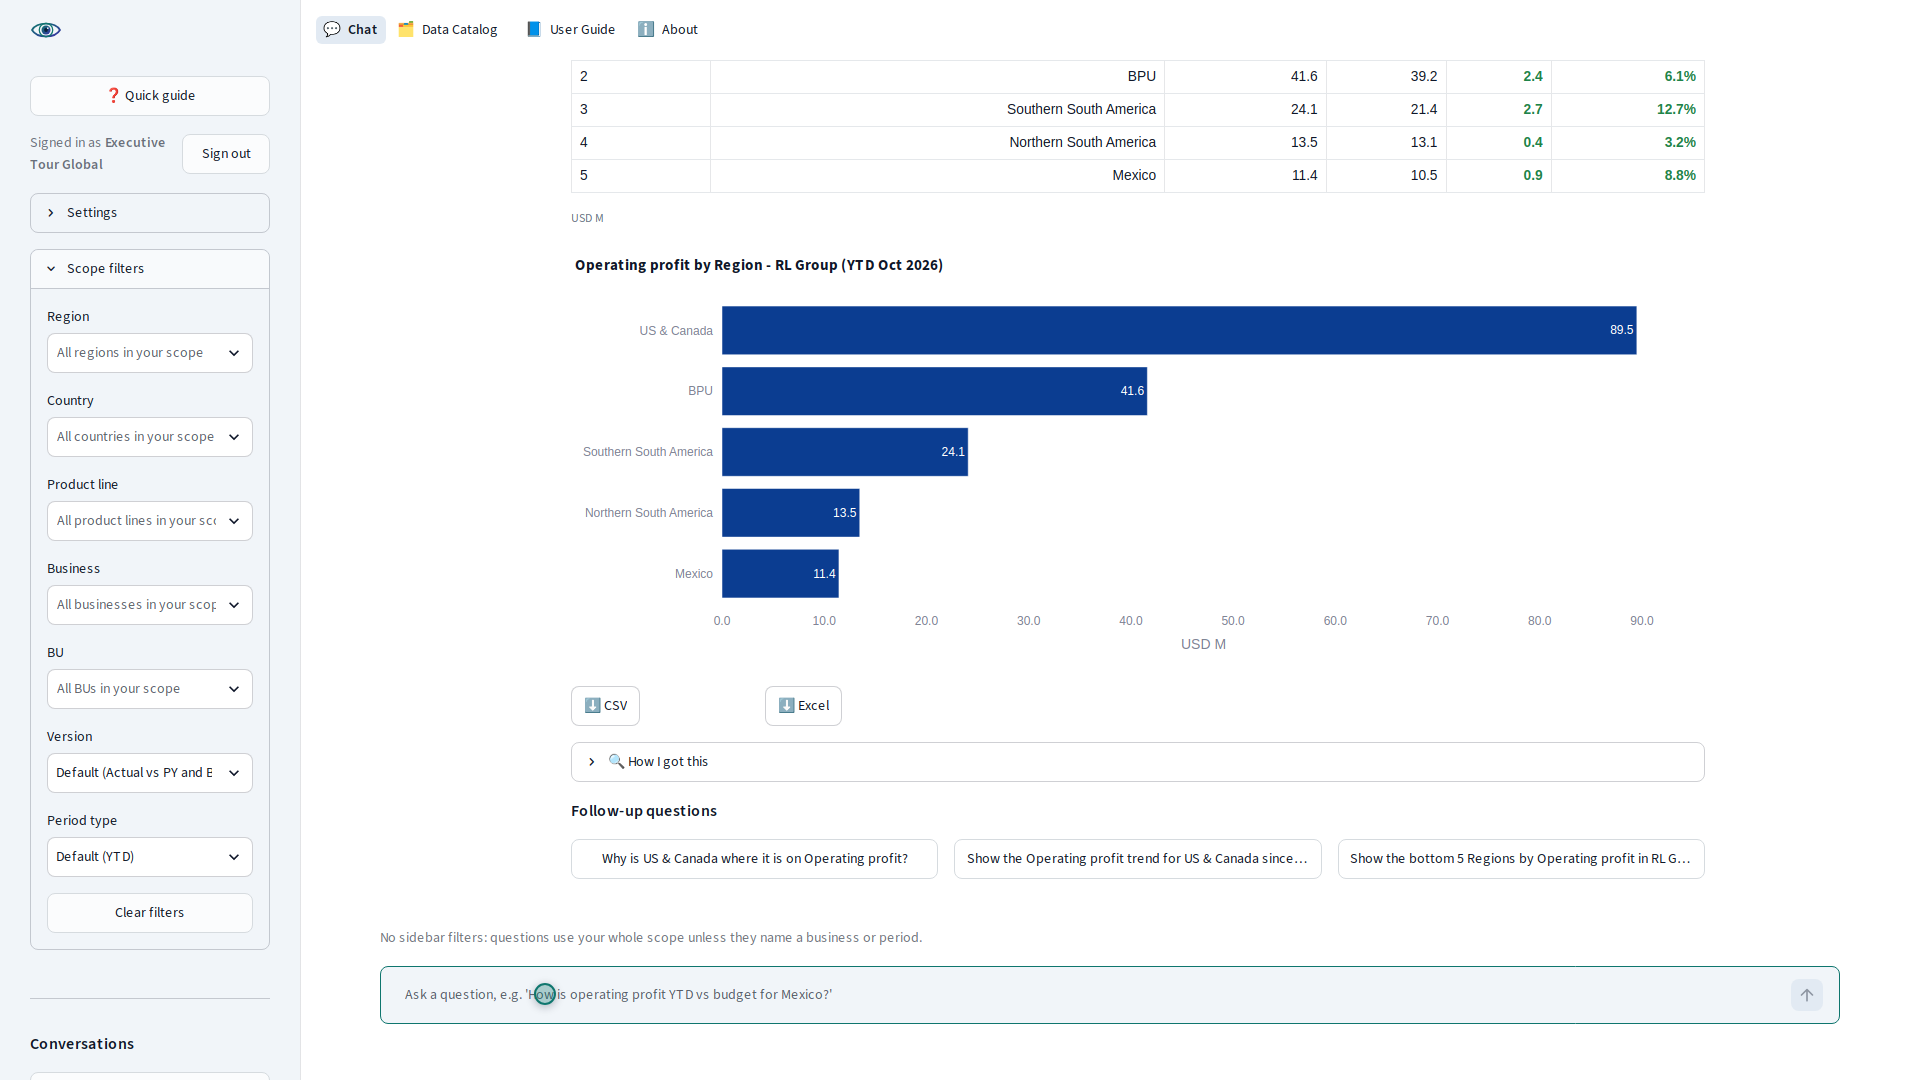 Chat
Data Catalog
User Guide
About
Quick guide
Signed in as Executive Tour Global
Sign out
Settings
Scope filters
Region
All regions in your scope
Country
All countries in your scope
Product line
All product lines in your sco
Business
All businesses in your scop
BU
All BUs in your scope
Version
Default (Actual vs PY and B
Period type
Default (YTD)
Clear filters
Conversations
2 BPU 41.6 39.2 2.4 6.1%
3 Southern South America 24.1 21.4 2.7 12.7%
4 Northern South America 13.5 13.1 0.4 3.2%
5 Mexico 11.4 10.5 0.9 8.8%
USD M
Operating profit by Region - RL Group (YTD Oct 2026)
US & Canada 89.5
BPU 41.6
Southern South America 24.1
Northern South America 13.5
Mexico 11.4
0.0 10.0 20.0 30.0 40.0 50.0 60.0 70.0 80.0 90.0
USD M
CSV
Excel
How I got this
Follow-up questions
Why is US & Canada where it is on Operating profit?
Show the Operating profit trend for US & Canada since…
Show the bottom 5 Regions by Operating profit in RL G…
No sidebar filters: questions use your whole scope unless they name a business or period.
Ask a question, e.g. 'How is operating profit YTD vs budget for Mexico?'